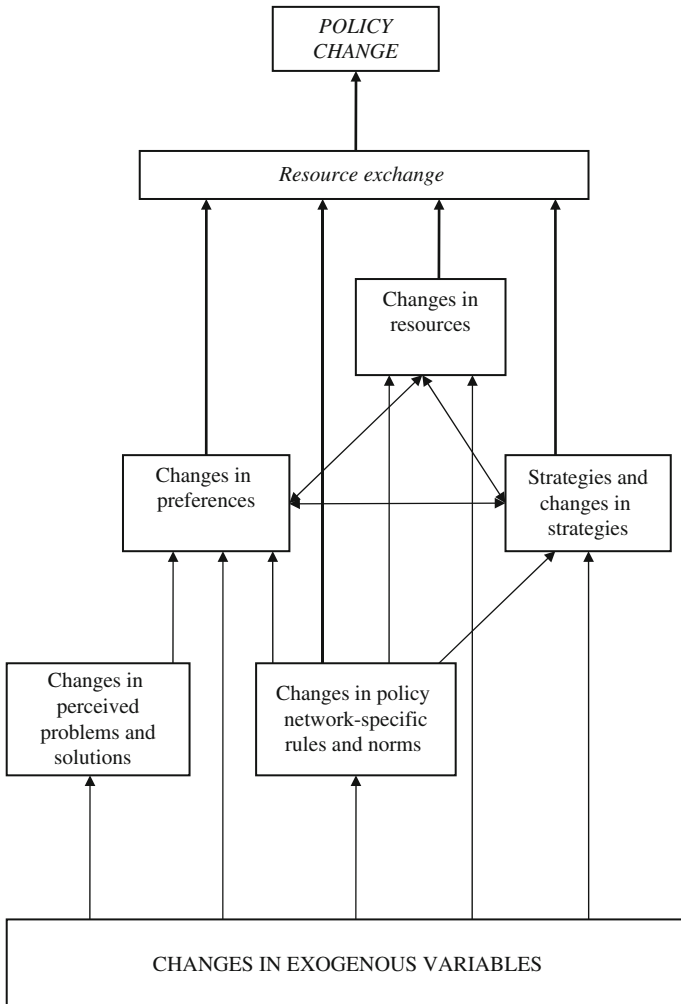 POLICY
CHANGE
Resource exchange
Changes in
resources
Changes in
preferences
Strategies and
changes in
strategies
Changes in
perceived
problems and
solutions
Changes in policy
network-specific
rules and norms
CHANGES IN EXOGENOUS VARIABLES